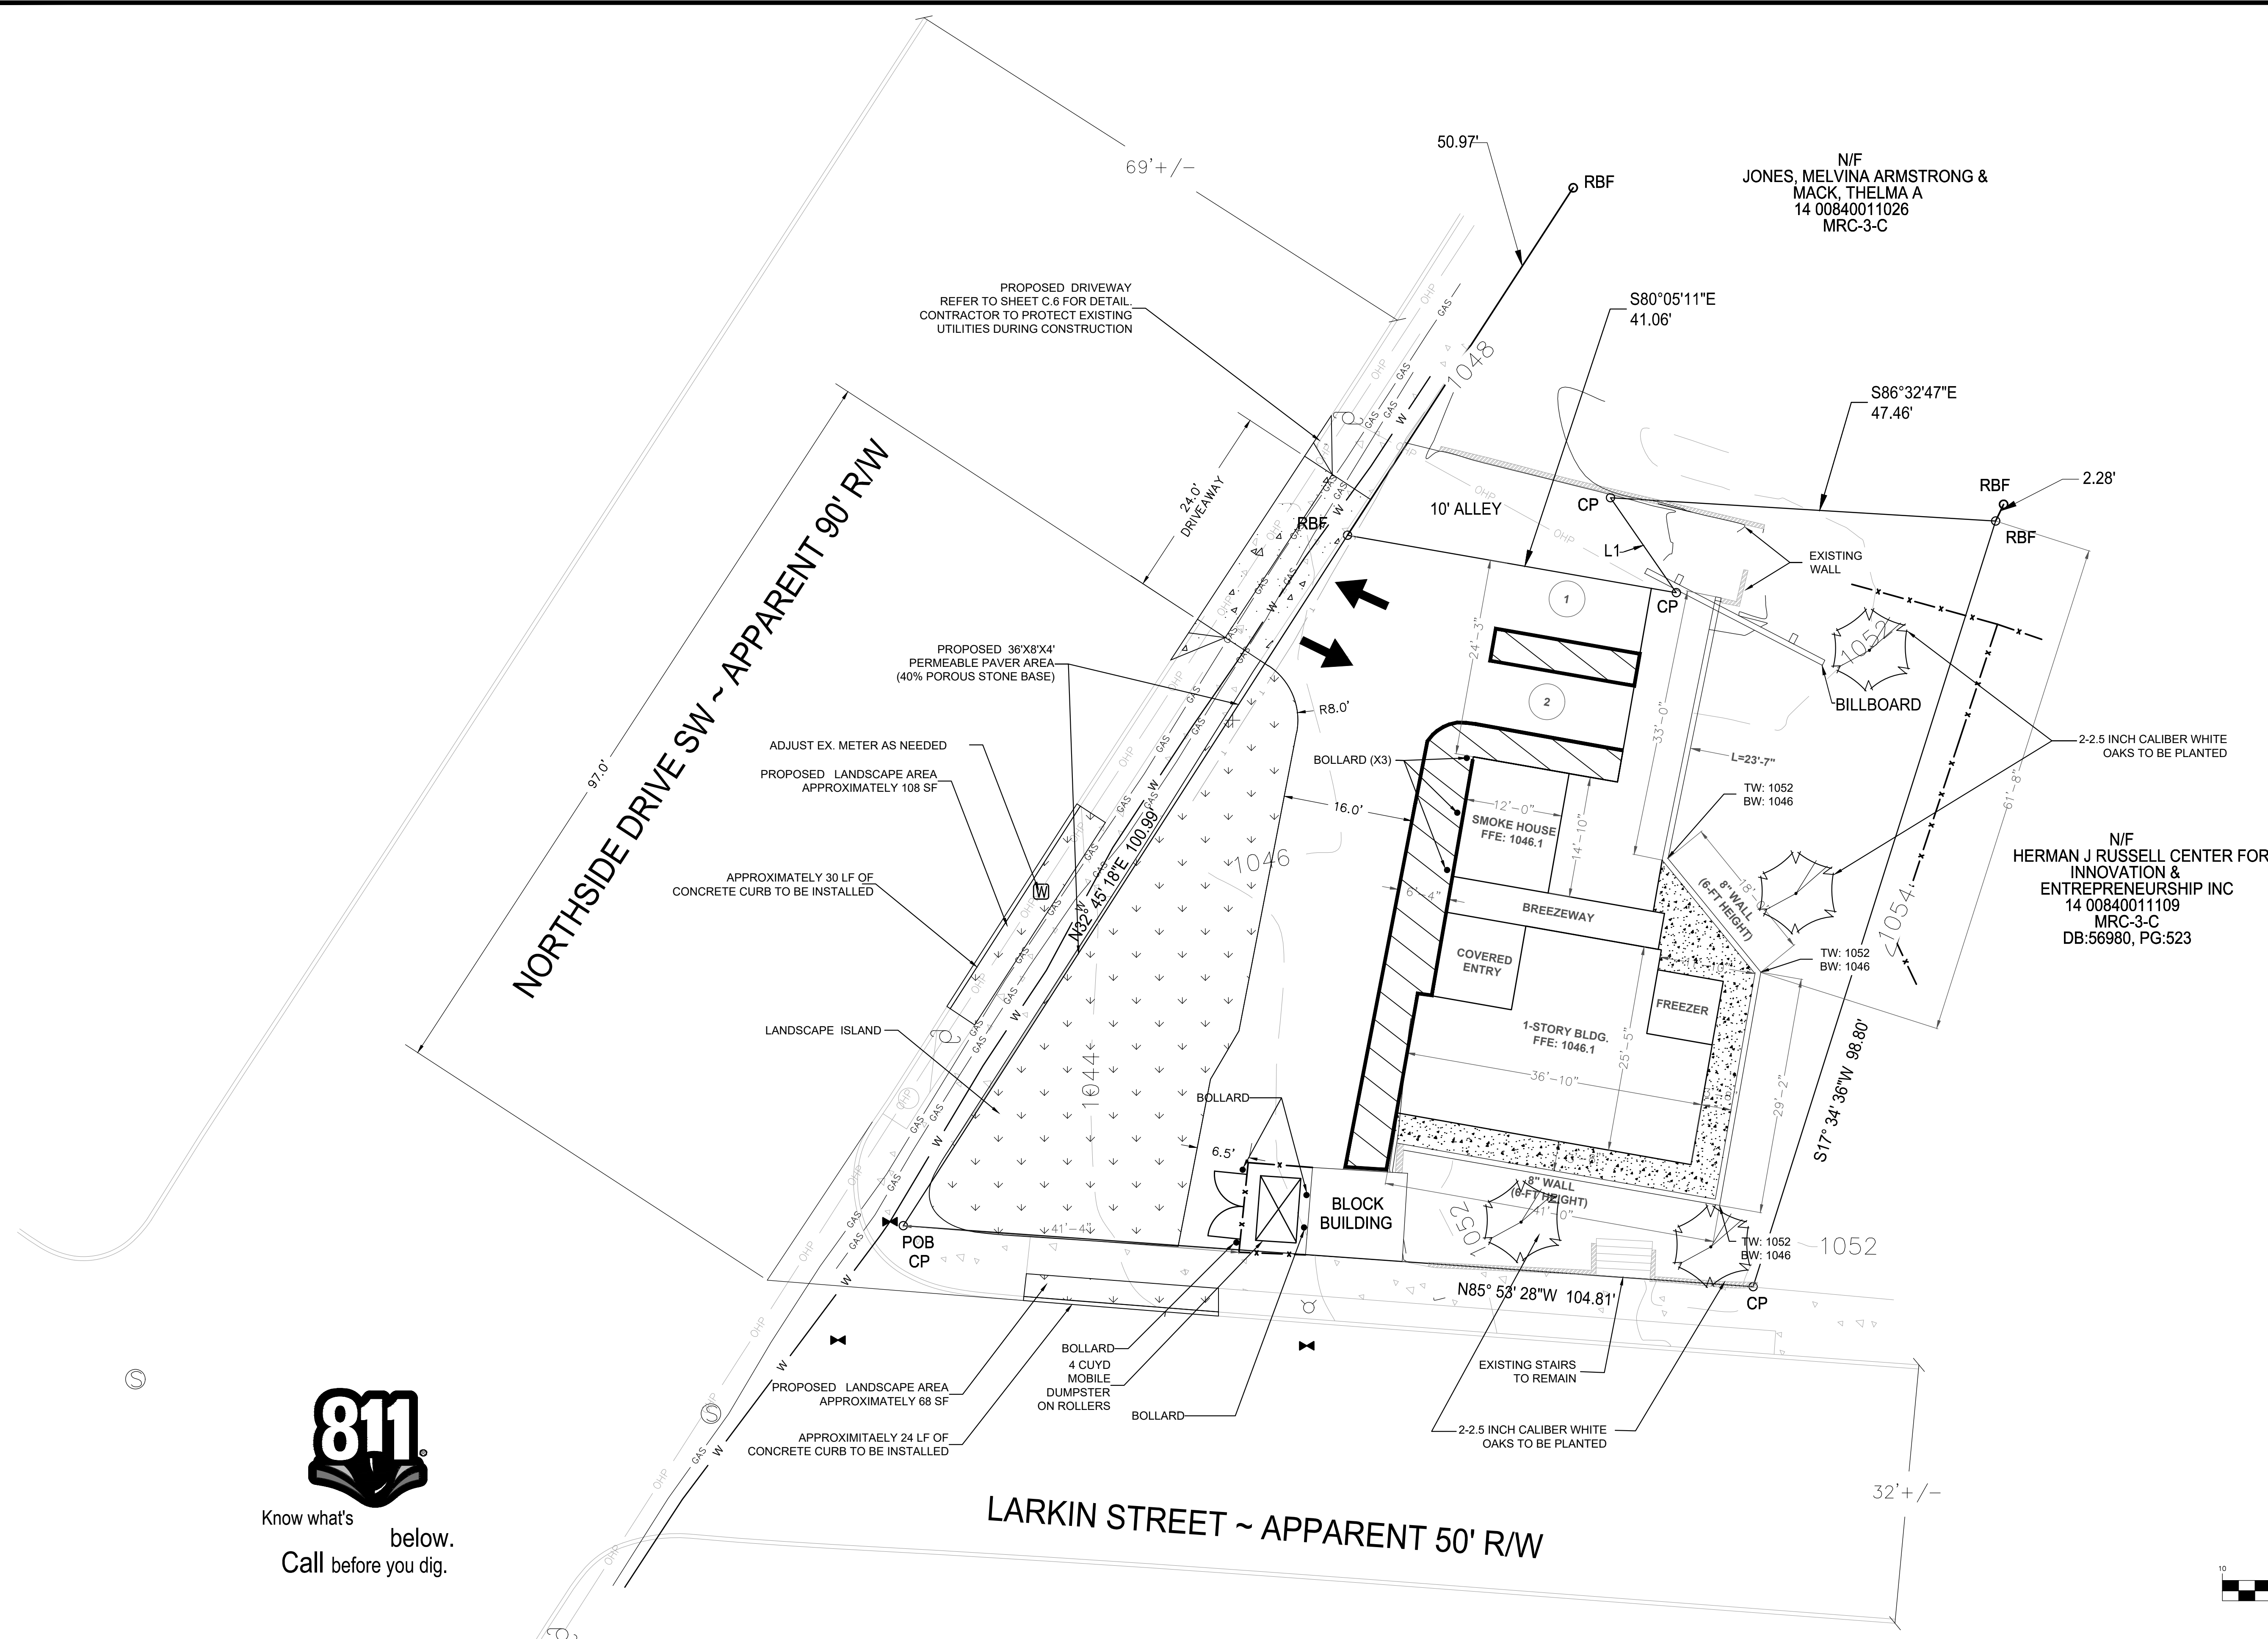 69'+/-
50.97'
RBF
N/F
JONES, MELVINA ARMSTRONG &
MACK, THELMA A
14 00840011026
MRC-3-C
PROPOSED DRIVEWAY
REFER TO SHEET C.6 FOR DETAIL.
CONTRACTOR TO PROTECT EXISTING
UTILITIES DURING CONSTRUCTION
S80°05'11"E
41.06'
1048
S86°32'47"E
47.46'
NORTHSIDE DRIVE SW ~ APPARENT 90' R/W
97.0'
24.0'
DRIVEAWAY
RBF
10' ALLEY
CP
L1
CP
RBF
2.28'
RBF
EXISTING
WALL
1052
BILLBOARD
2-2.5 INCH CALIBER WHITE
OAKS TO BE PLANTED
61'-8"
1
2
24'-3"
33'-0"
L=23'-7"
TW: 1052
BW: 1046
PROPOSED 36'X8'X4'
PERMEABLE PAVER AREA
(40% POROUS STONE BASE)
R8.0'
BOLLARD (X3)
16.0'
ADJUST EX. METER AS NEEDED
PROPOSED LANDSCAPE AREA
APPROXIMATELY 108 SF
W
N32° 45' 18"E 100.99'
APPROXIMATELY 30 LF OF
CONCRETE CURB TO BE INSTALLED
LANDSCAPE ISLAND
1046
1044
12'-0"
SMOKE HOUSE
FFE: 1046.1
14'-10"
6'-4"
BREEZEWAY
COVERED
ENTRY
FREEZER
1-STORY BLDG.
FFE: 1046.1
25'-5"
36'-10"
18'-0"
8" WALL
(6-FT HEIGHT)
TW: 1052
BW: 1046
1054
29'-2"
S17° 34' 36"W 98.80'
N/F
HERMAN J RUSSELL CENTER FOR
INNOVATION &
ENTREPRENEURSHIP INC
14 00840011109
MRC-3-C
DB:56980, PG:523
BOLLARD
6.5'
BLOCK
BUILDING
8" WALL
(6-FT HEIGHT)
41'-0"
1052
TW: 1052
BW: 1046
1052
CP
41'-4"
POB
CP
N85° 53' 28"W 104.81'
BOLLARD
4 CUYD
MOBILE
DUMPSTER
ON ROLLERS
BOLLARD
EXISTING STAIRS
TO REMAIN
2-2.5 INCH CALIBER WHITE
OAKS TO BE PLANTED
PROPOSED LANDSCAPE AREA
APPROXIMATELY 68 SF
APPROXIMITAELY 24 LF OF
CONCRETE CURB TO BE INSTALLED
OHP
GAS
W
S
S
32'+/-
LARKIN STREET ~ APPARENT 50' R/W
811
Know what's
below.
Call before you dig.
10